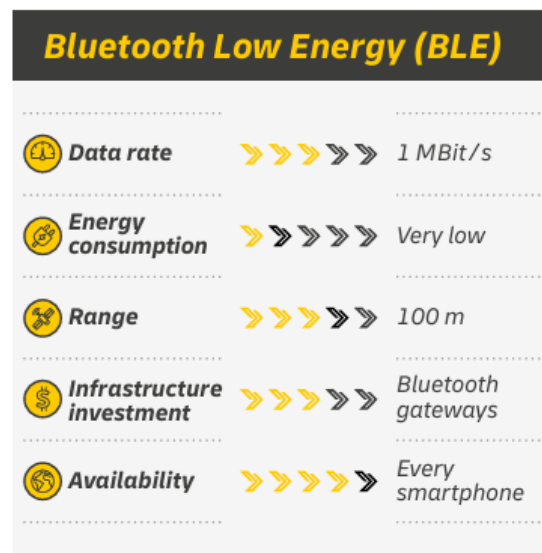 Bluetooth Low Energy (BLE)
Data rate
1 MBit/s
Energy
consumption
Very low
Range
100 m
Infrastructure
investment
Bluetooth
gateways
Availability
Every
smartphone